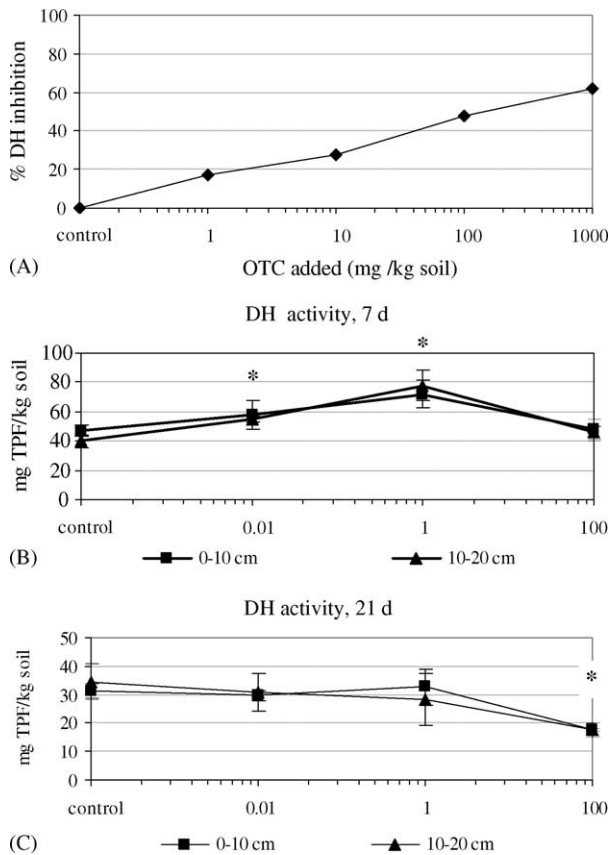 100
80
60
40
20
0
% DH inhibition
control 1 10 100 1000
(A) OTC added (mg /kg soil)
DH activity, 7 d
100
80
60
40
20
0
mg TPF/kg soil
* *
control 0.01 1 100
(B) 0-10 cm 10-20 cm
DH activity, 21 d
50
40
30
20
10
0
mg TPF/kg soil
*
control 0.01 1 100
(C) 0-10 cm 10-20 cm